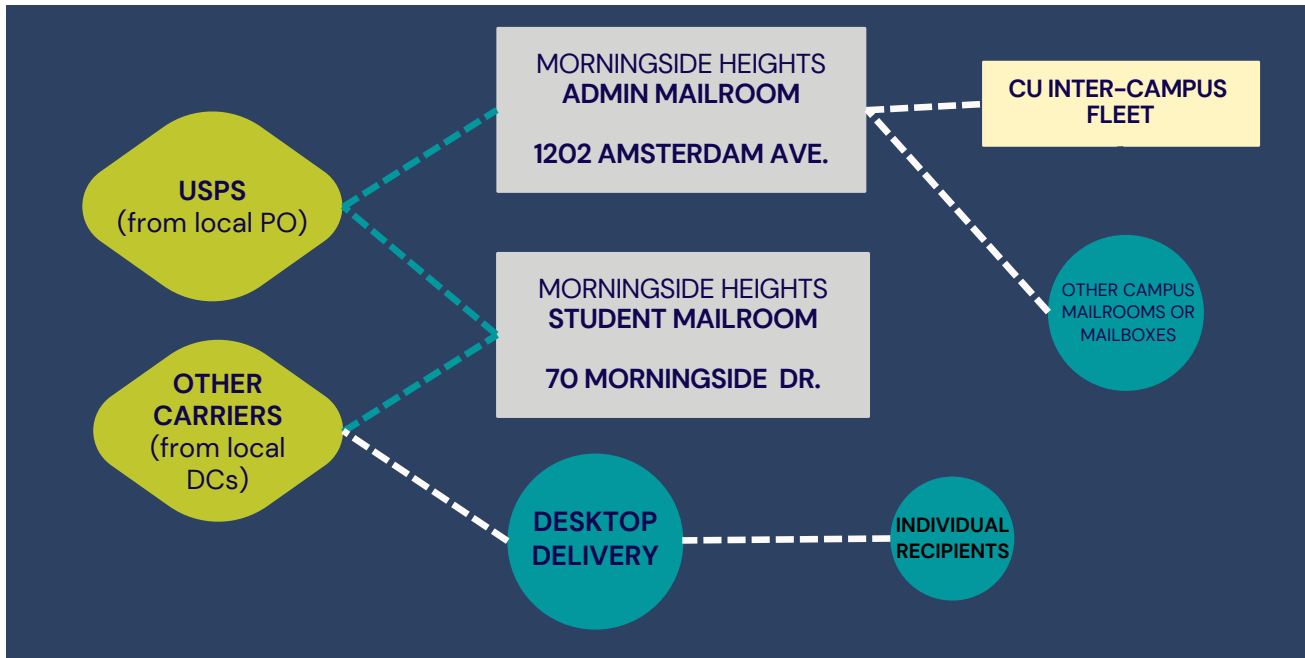 USPS
(from local PO)
OTHER
CARRIERS
(from local
DCs)
MORNINGSIDE HEIGHTS
ADMIN MAILROOM
1202 AMSTERDAM AVE.
MORNINGSIDE HEIGHTS
STUDENT MAILROOM
70 MORNINGSIDE DR.
DESKTOP
DELIVERY
CU INTER-CAMPUS
FLEET
OTHER CAMPUS
MAILROOMS OR
MAILBOXES
INDIVIDUAL
RECIPIENTS